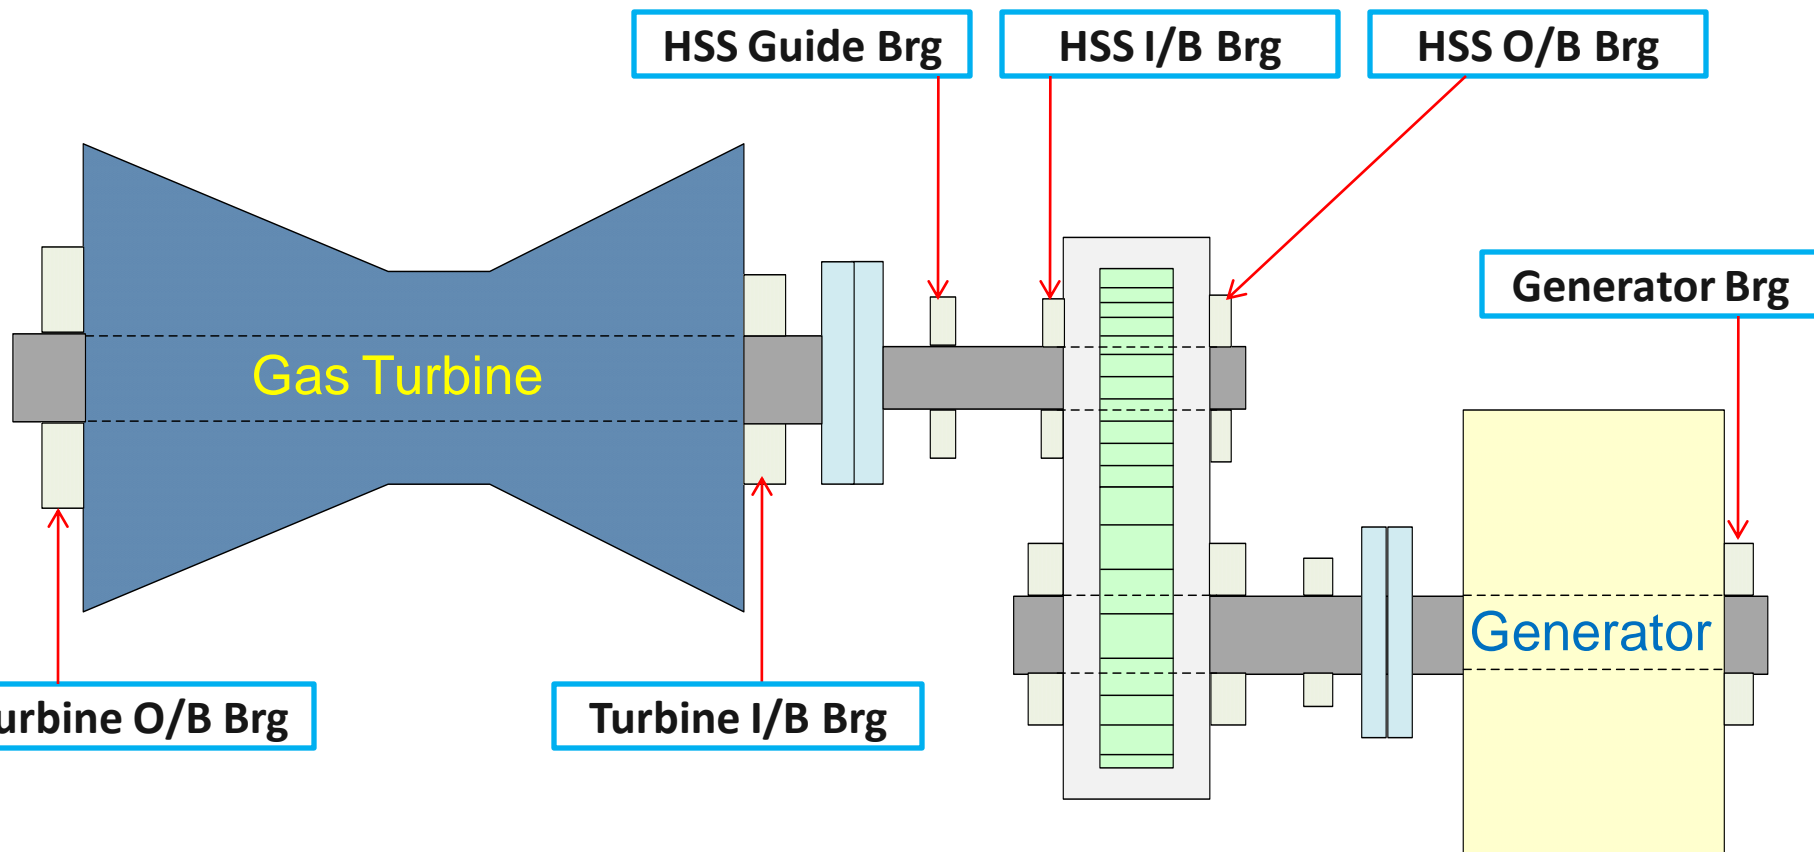 HSS Guide Brg
HSS I/B Brg
HSS O/B Brg
Generator Brg
Gas Turbine
Generator
urbine O/B Brg
Turbine I/B Brg